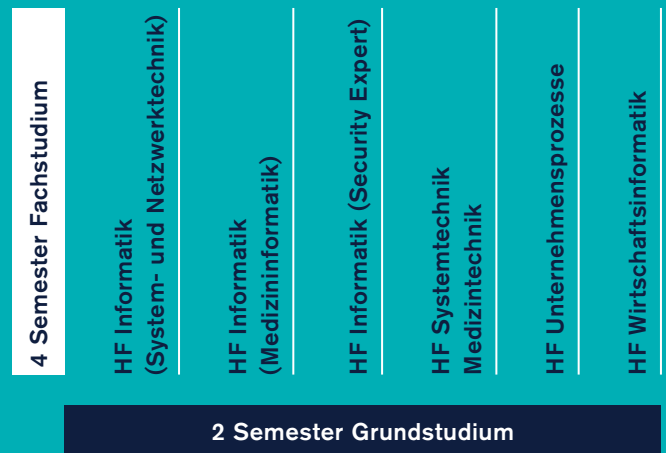 4 Semester Fachstudium
HF Informatik
(System- und Netzwerktechnik)
HF Informatik
(Medizininformatik)
HF Informatik (Security Expert)
HF Systemtechnik
Medizintechnik
HF Unternehmensprozesse
HF Wirtschaftsinformatik
2 Semester Grundstudium